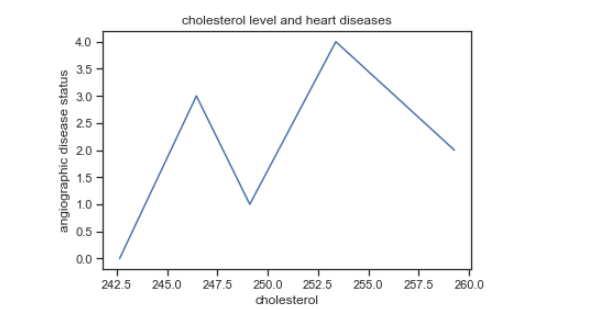 cholesterol level and heart diseases
4.0
3.5
3.0
2.5
2.0
1.5
1.0
0.5
0.0
angiographic disease status
242.5 245.0 247.5 250.0 252.5 255.0 257.5 260.0
cholesterol